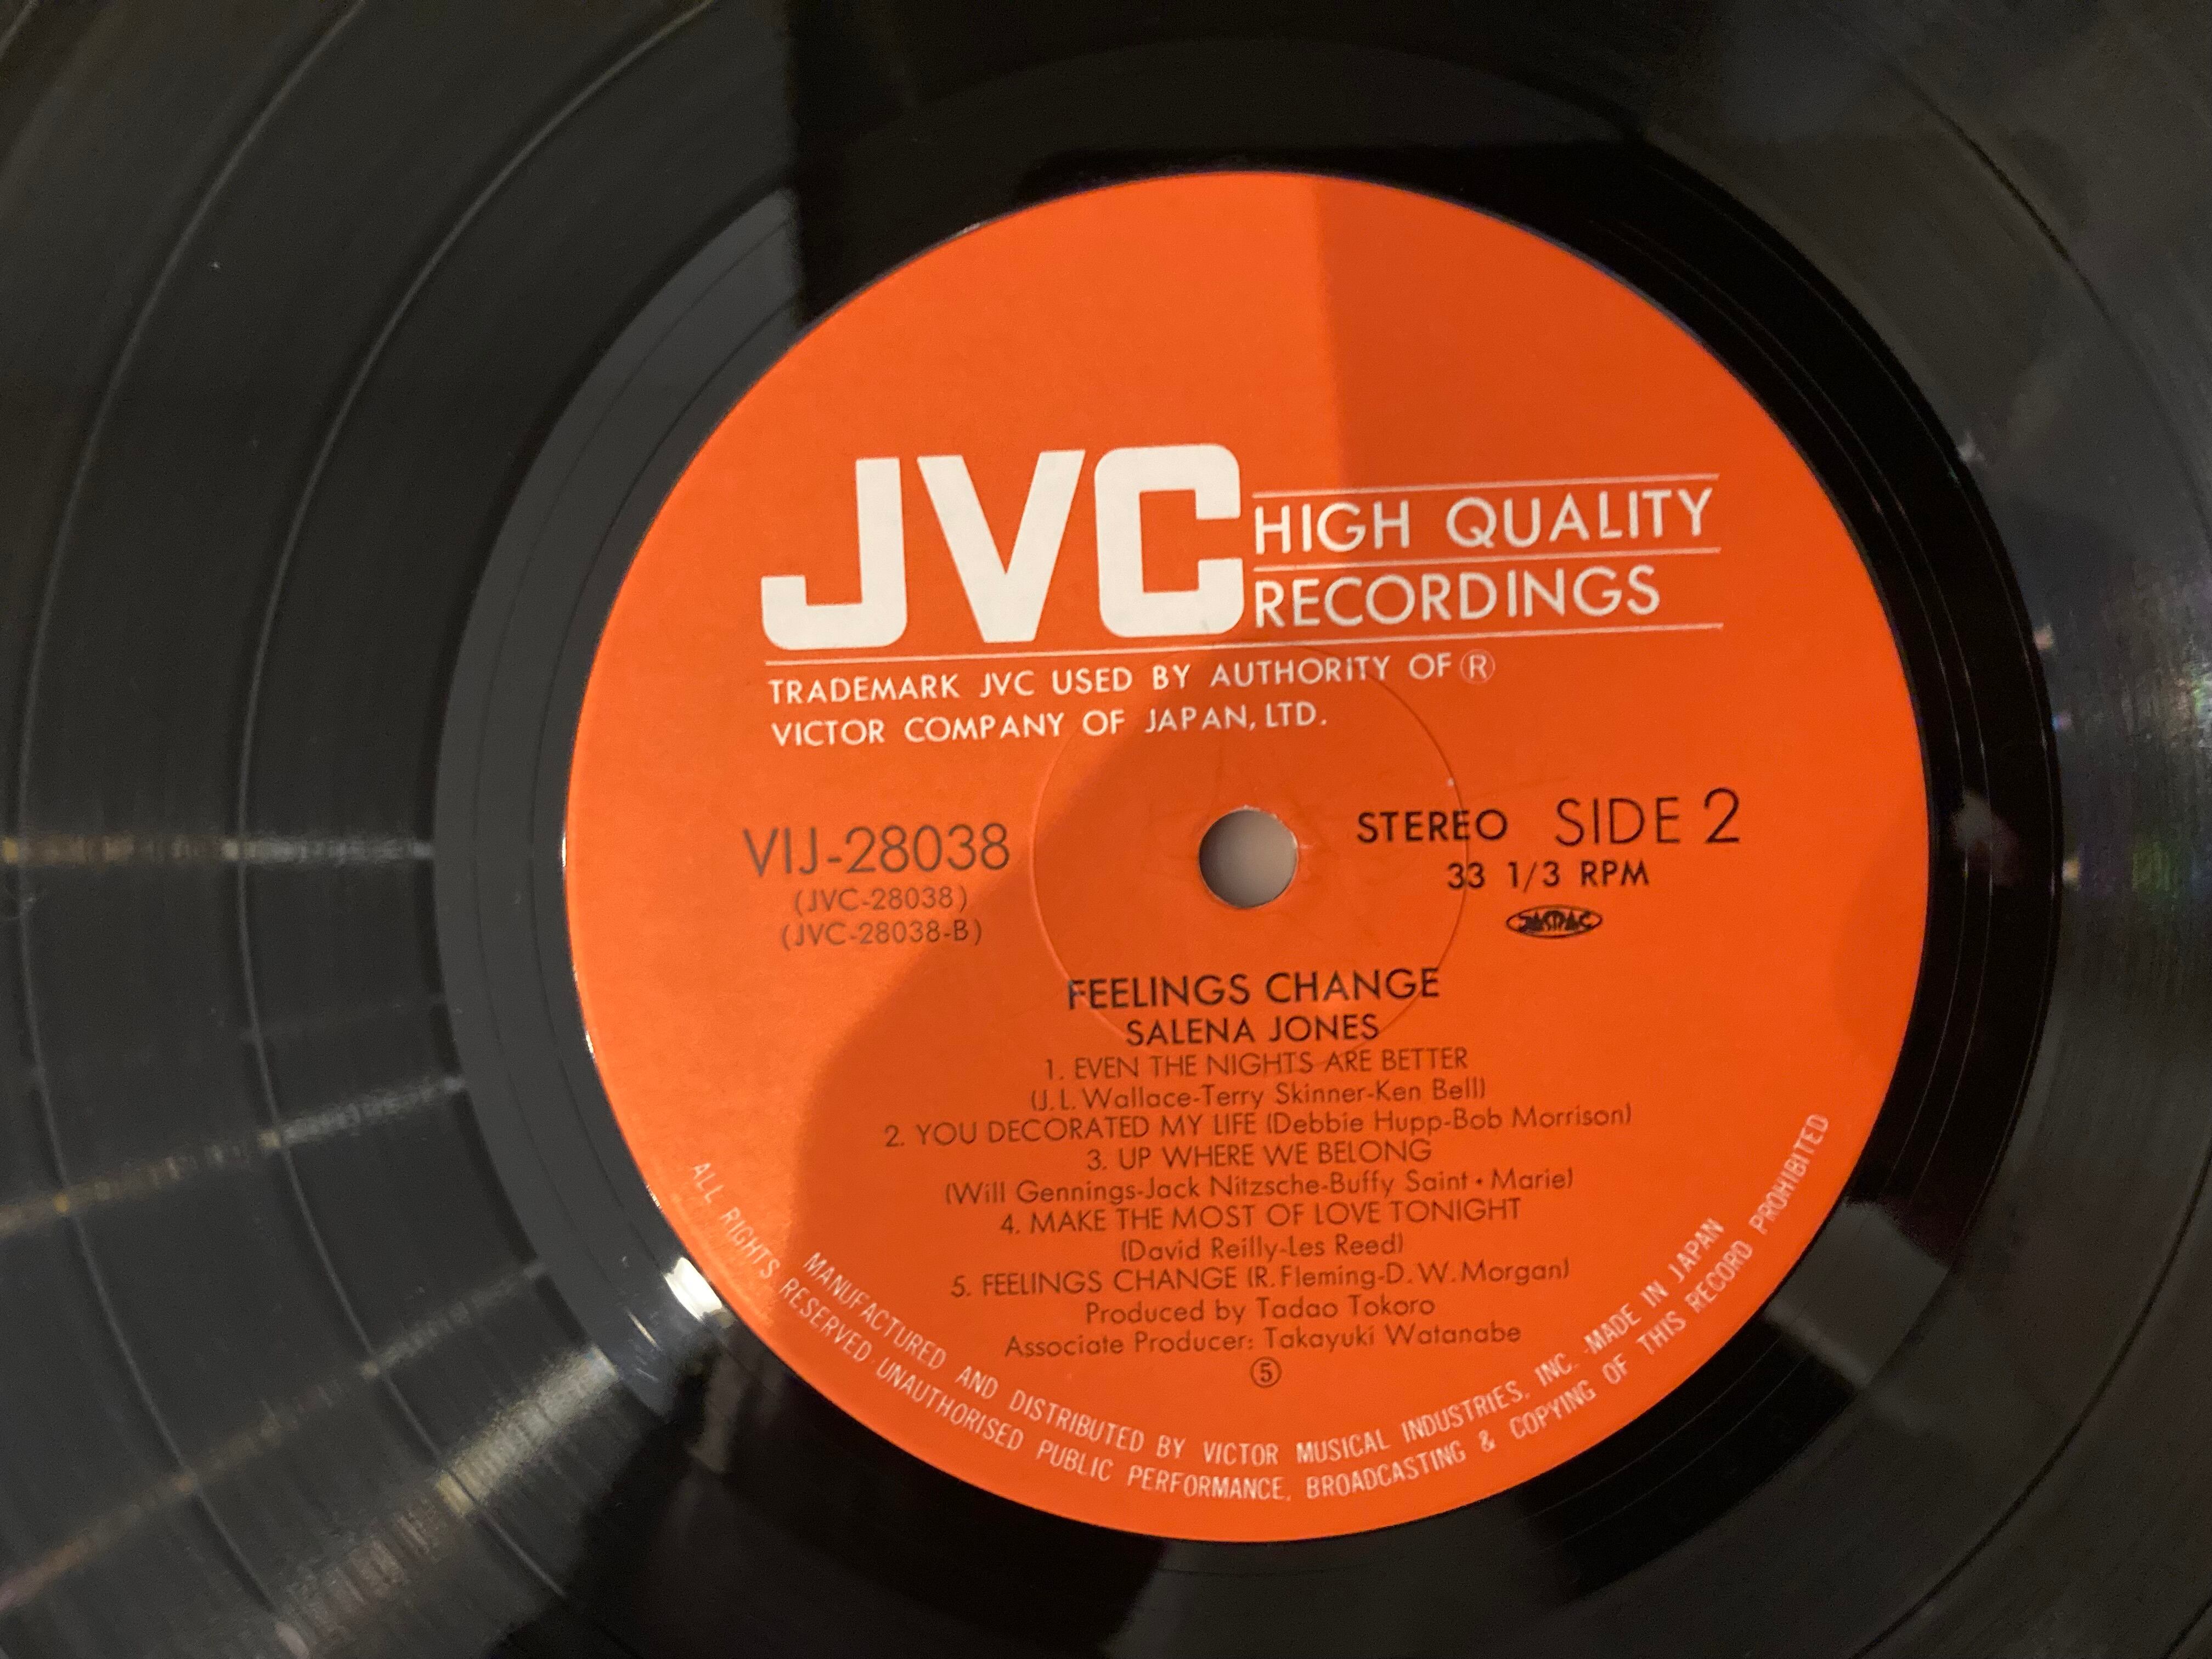 JVC HIGH QUALITY
RECORDINGS
TRADEMARK JVC USED BY AUTHORITY OF Ⓡ
VICTOR COMPANY OF JAPAN, LTD.
VIJ-28038
(JVC-28038)
(JVC-28038-B)
STEREO SIDE 2
33 1/3 RPM
JASRAC
FEELINGS CHANGE
SALENA JONES
1. EVEN THE NIGHTS ARE BETTER
(J. L. Wallace-Terry Skinner-Ken Bell)
2. YOU DECORATED MY LIFE (Debbie Hupp-Bob Morrison)
3. UP WHERE WE BELONG
(Will Gennings-Jack Nitzsche-Buffy Saint・Marie)
4. MAKE THE MOST OF LOVE TONIGHT
(David Reilly-Les Reed)
5. FEELINGS CHANGE (R. Fleming-D. W. Morgan)
Produced by Tadao Tokoro
Associate Producer: Takayuki Watanabe
⑤
MANUFACTURED AND DISTRIBUTED BY VICTOR MUSICAL INDUSTRIES, INC. -MADE IN JAPAN
ALL RIGHTS RESERVED. UNAUTHORISED PUBLIC PERFORMANCE, BROADCASTING & COPYING OF THIS RECORD PROHIBITED